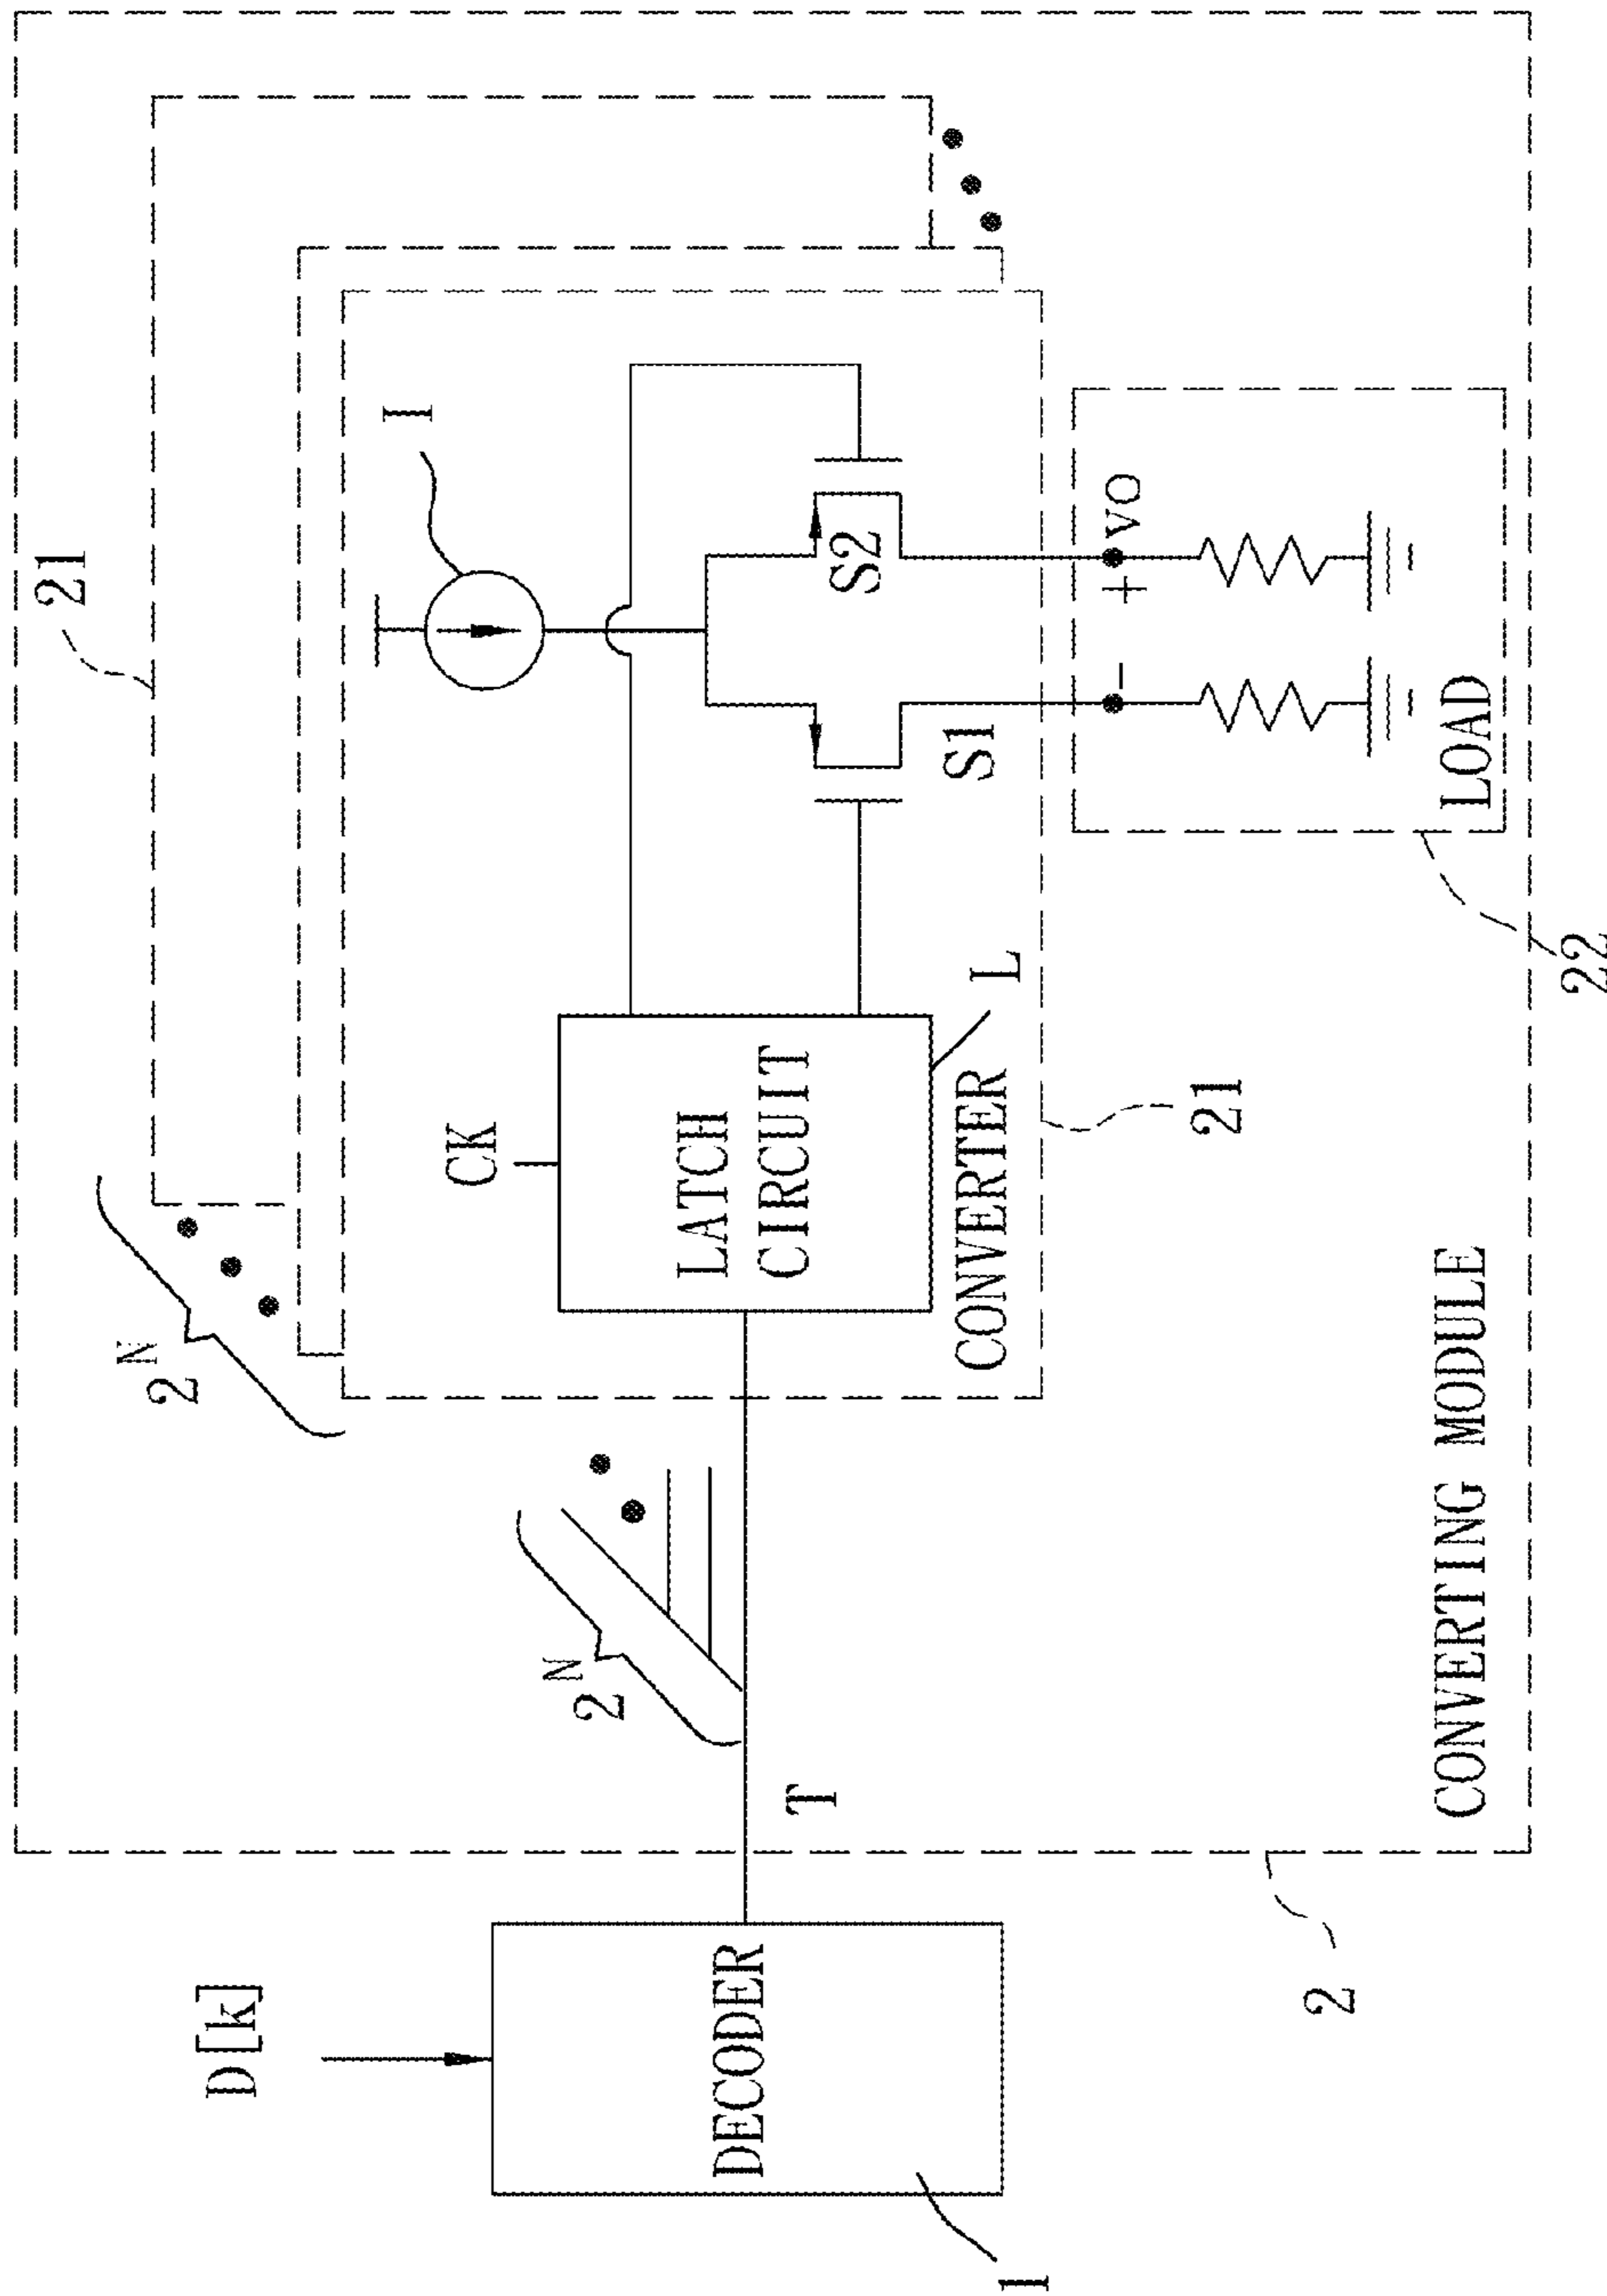 21
2^N
I
CK
LATCH
CIRCUIT
L
S1
S2
CONVERTER
21
- + VO
LOAD
22
2^N
T
CONVERTING MODULE
2
D[k]
DECODER
1